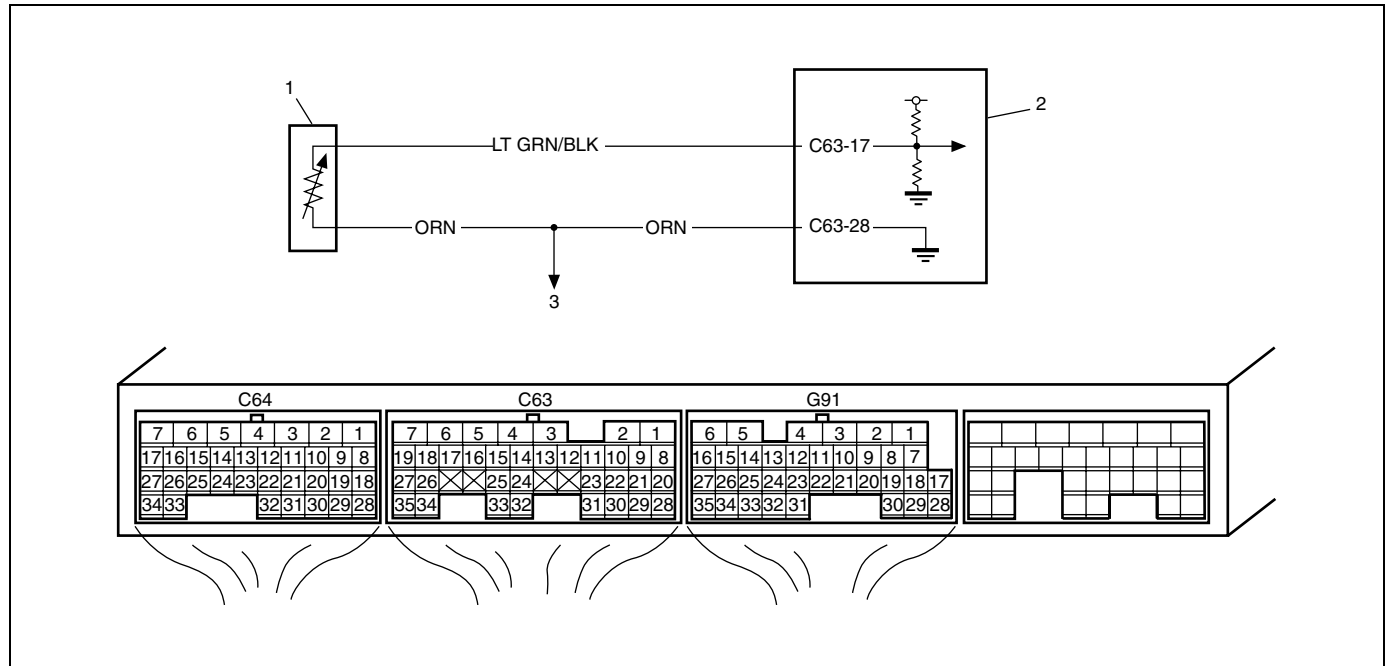 1
2
LT GRN/BLK
C63-17
ORN
ORN
C63-28
3
C64
C63
G91
7 6 5 4 3 2 1
7 6 5 4 3 2 1
6 5 4 3 2 1
17 16 15 14 13 12 11 10 9 8
19 18 17 16 15 14 13 12 11 10 9 8
16 15 14 13 12 11 10 9 8 7
27 26 25 24 23 22 21 20 19 18
27 26 25 24 23 22 21 20
27 26 25 24 23 22 21 20 19 18 17
34 33 32 31 30 29 28
35 34 33 32 31 30 29 28
35 34 33 32 31 30 29 28